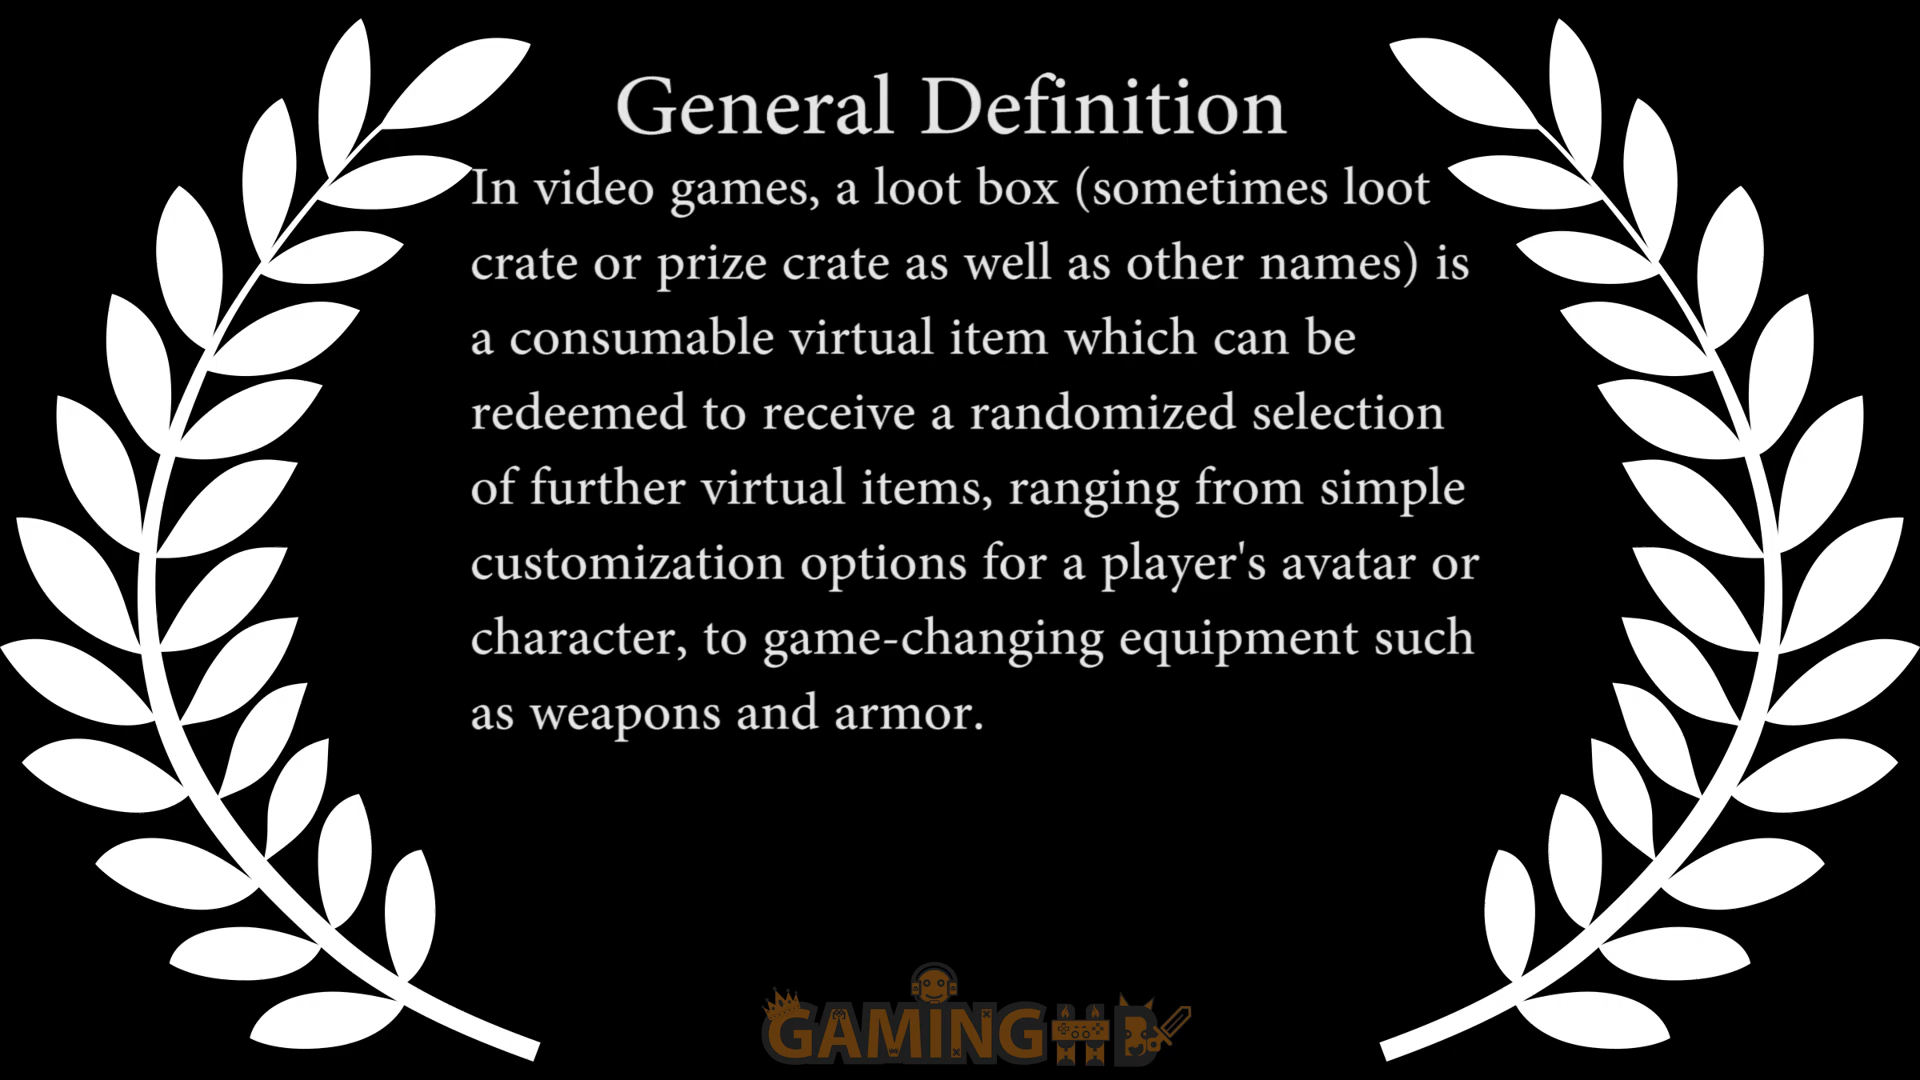 General Definition
In video games, a loot box (sometimes loot
crate or prize crate as well as other names) is
a consumable virtual item which can be
redeemed to receive a randomized selection
of further virtual items, ranging from simple
customization options for a player's avatar or
character, to game-changing equipment such
as weapons and armor.
GAMING